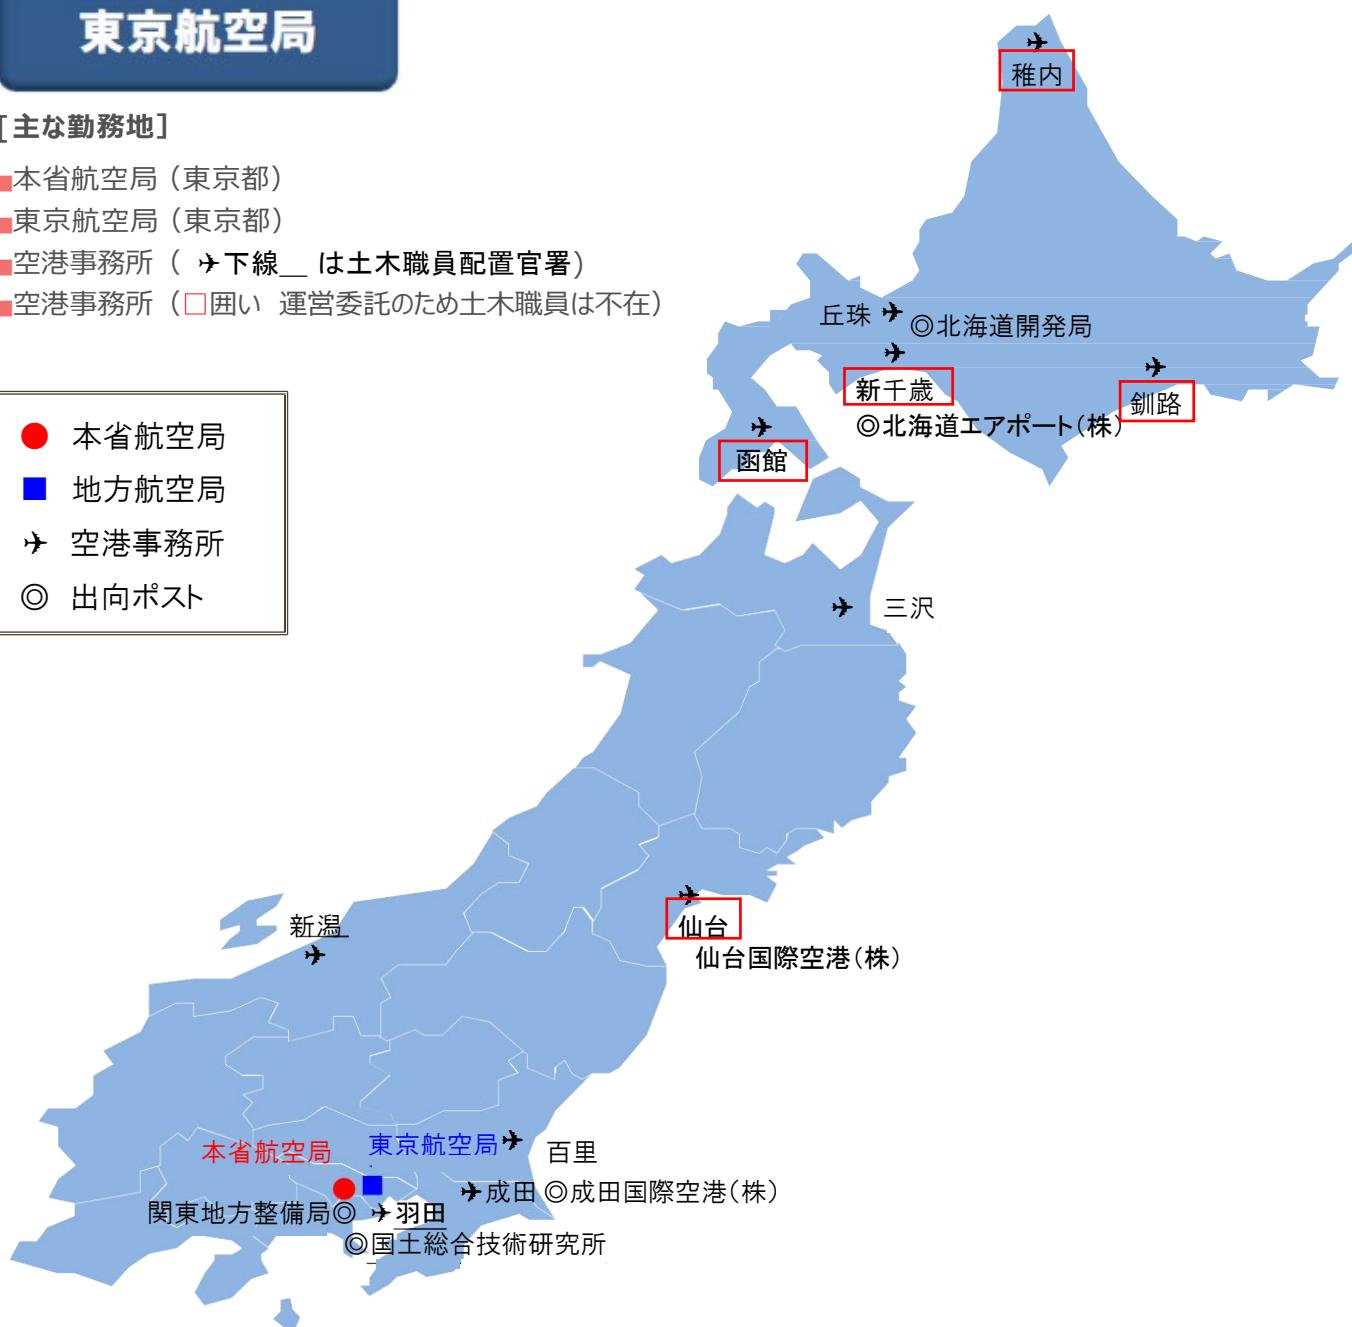 東京航空局
[主な勤務地]
■本省航空局（東京都）
■東京航空局（東京都）
■空港事務所（ ✈下線＿ は土木職員配置官署）
■空港事務所（□囲い 運営委託のため土木職員は不在）
● 本省航空局
■ 地方航空局
✈ 空港事務所
◎ 出向ポスト
稚内
丘珠
◎北海道開発局
新千歳
◎北海道エアポート（株）
釧路
函館
三沢
仙台
仙台国際空港（株）
新潟
本省航空局
東京航空局
百里
成田 ◎成田国際空港（株）
関東地方整備局◎
羽田
◎国土総合技術研究所